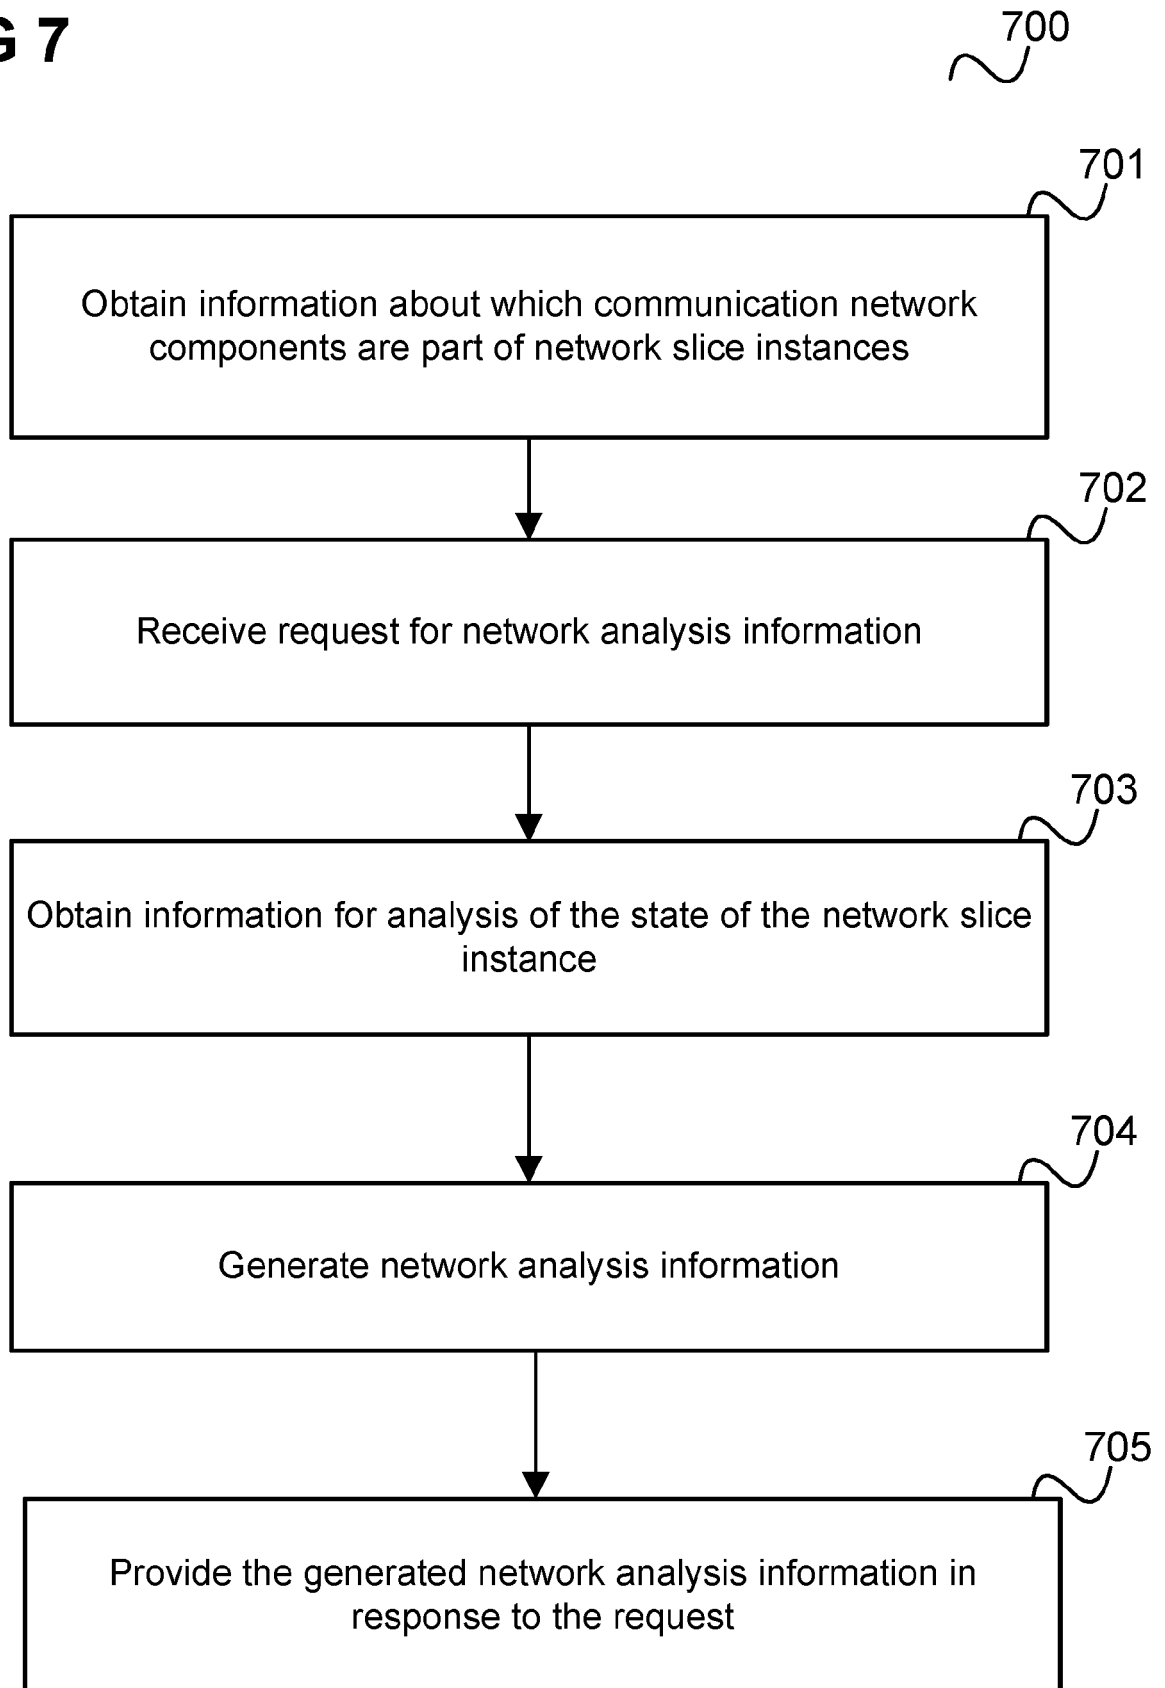 G 7
700
701
Obtain information about which communication network
components are part of network slice instances
702
Receive request for network analysis information
703
Obtain information for analysis of the state of the network slice
instance
704
Generate network analysis information
705
Provide the generated network analysis information in
response to the request